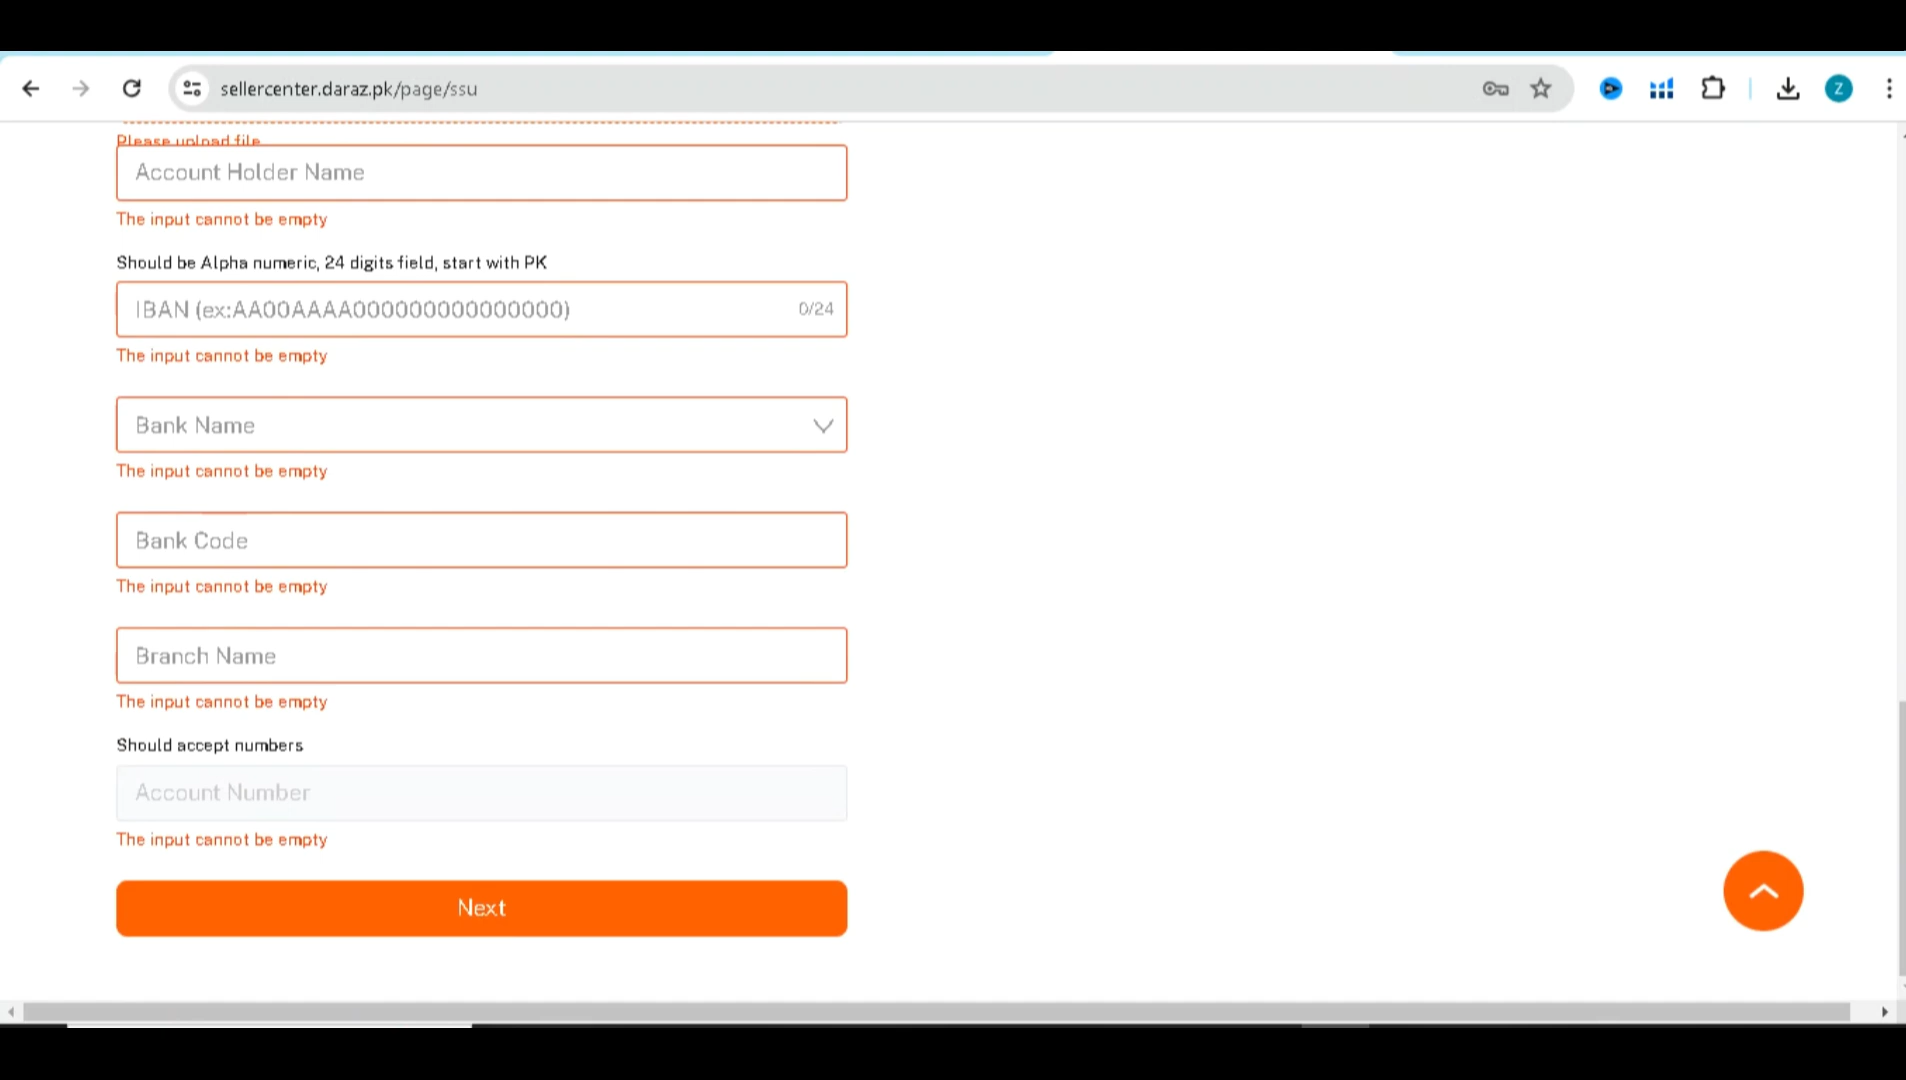 sellercenter.daraz.pk/page/ssu
Z
Please upload file
Account Holder Name
The input cannot be empty
Should be Alpha numeric, 24 digits field, start with PK
IBAN (ex:AA00AAAA0000000000000000) 0/24
The input cannot be empty
Bank Name
The input cannot be empty
Bank Code
The input cannot be empty
Branch Name
The input cannot be empty
Should accept numbers
Account Number
The input cannot be empty
Next